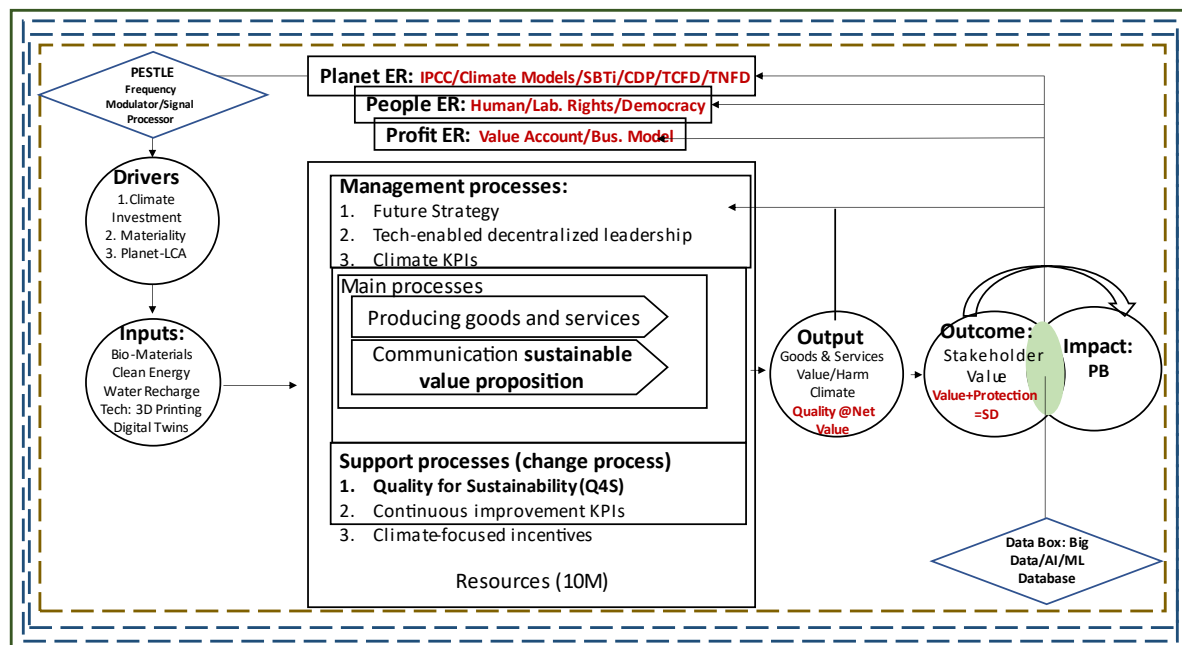 PESTLE
Frequency
Modulator/Signal
Processor
Planet ER: IPCC/Climate Models/SBTi/CDP/TCFD/TNFD
People ER: Human/Lab. Rights/Democracy
Profit ER: Value Account/Bus. Model
Drivers
1.Climate
Investment
2. Materiality
3. Planet-LCA
Inputs:
Bio-Materials
Clean Energy
Water Recharge
Tech: 3D Printing
Digital Twins
Management processes:
1. Future Strategy
2. Tech-enabled decentralized leadership
3. Climate KPIs
Main processes
Producing goods and services
Communication sustainable
value proposition
Support processes (change process)
1. Quality for Sustainability (Q4S)
2. Continuous improvement KPIs
3. Climate-focused incentives
Resources (10M)
Output
Goods & Services
Value/Harm
Climate
Quality @Net
Value
Outcome:
Stakeholder
Value
Value+Protection
=SD
Impact:
PB
Data Box: Big
Data/AI/ML
Database